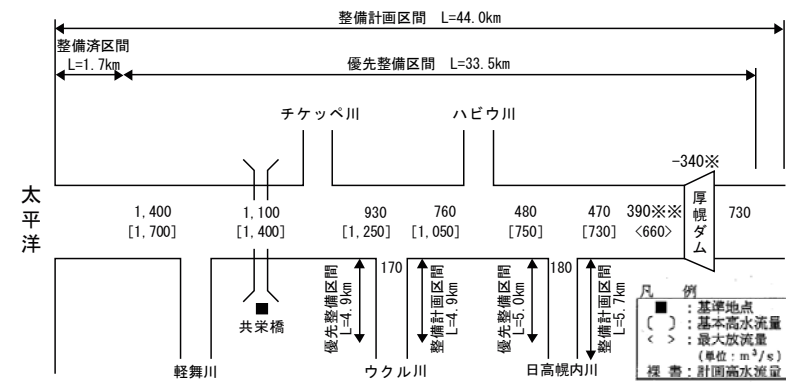 整備計画区間 L=44.0km
整備済区間
L=1.7km
優先整備区間 L=33.5km
チケッペ川
ハビウ川
-340※
太平洋
1,400
[1,700]
1,100
[1,400]
930
[1,250]
760
[1,050]
480
[750]
470
[730]
390※※
<660>
厚幌ダム
730
170
180
優先整備区間
L=4.9km
整備計画区間
L=4.9km
優先整備区間
L=5.0km
整備計画区間
L=5.7km
共栄橋
軽舞川
ウクル川
日高幌内川
凡 例
■ : 基準地点
[ ] : 基本高水流量
< > : 最大放流量
(単位: m³/s)
裸 書 : 計画高水流量